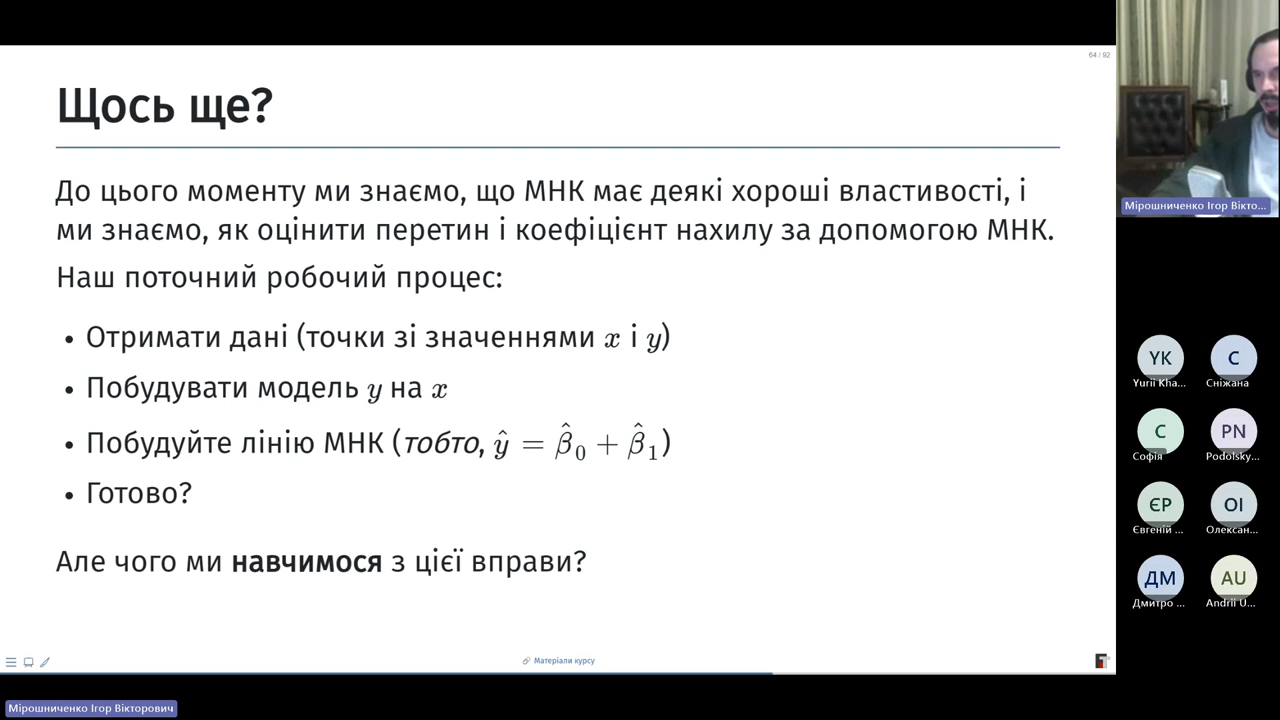 64 / 92
Щось ще?
До цього моменту ми знаємо, що МНК має деякі хороші властивості, і
ми знаємо, як оцінити перетин і коефіцієнт нахилу за допомогою МНК.
Наш поточний робочий процес:
• Отримати дані (точки зі значеннями x і y)
• Побудувати модель y на x
• Побудуйте лінію МНК (тобто, ŷ = β̂₀ + β̂₁)
• Готово?
Але чого ми навчимося з цієї вправи?
Матеріали курсу
Мірошниченко Ігор Вікторович
Мірошниченко Ігор Вікто...
YK
Yurii Kha...
С
Сніжана
С
Софія
PN
Podolsky...
ЄР
Євгеній ...
ОІ
Олексан...
ДМ
Дмитро ...
AU
Andrii U...